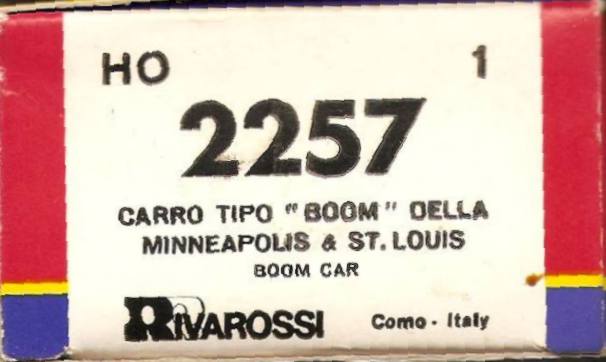 HO 1
2257
CARRO TIPO "BOOM" DELLA
MINNEAPOLIS & ST. LOUIS
BOOM CAR
RIVAROSSI Como - Italy